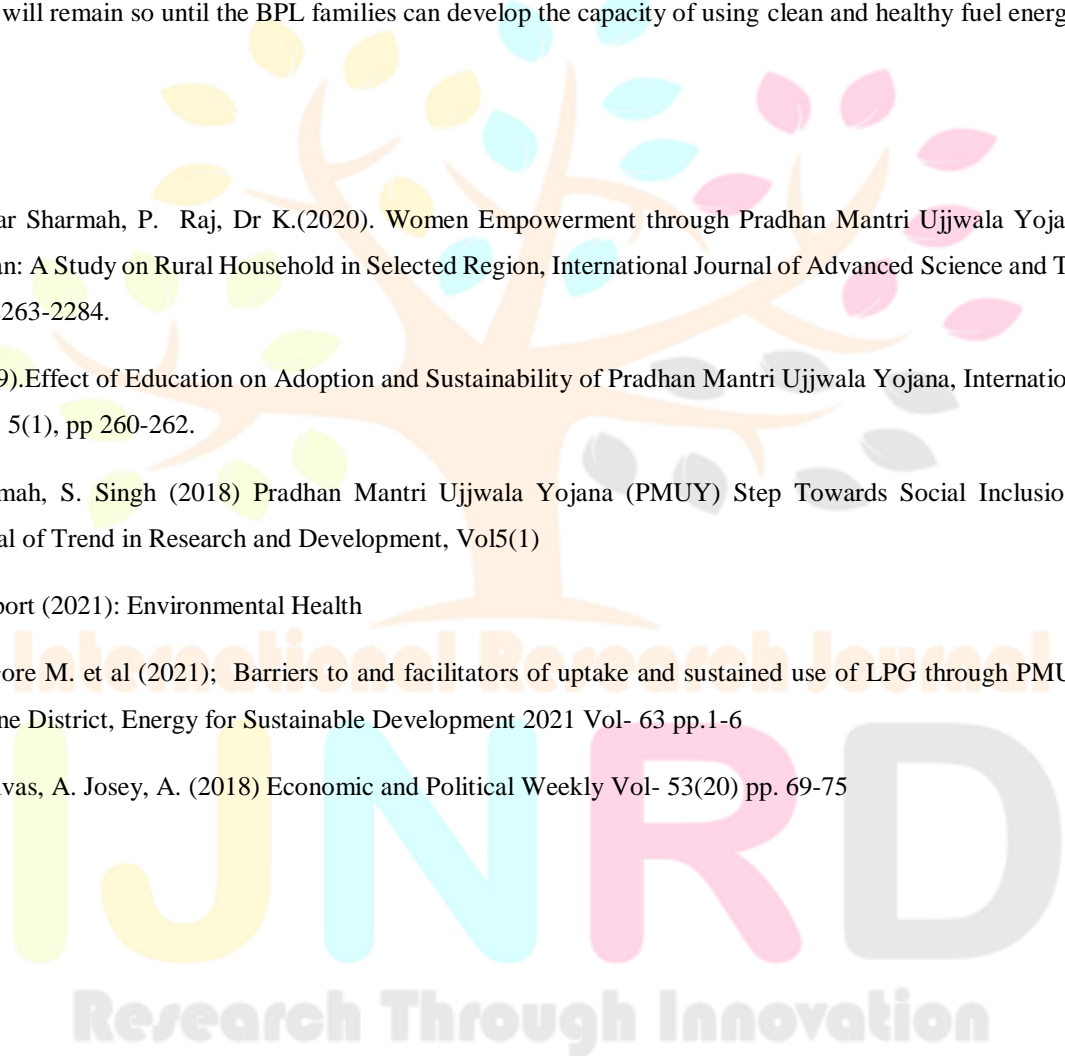 will remain so until the BPL families can develop the capacity of using clean and healthy fuel energ
ar Sharmah, P. Raj, Dr K.(2020). Women Empowerment through Pradhan Mantri Ujjwala Yoja
an: A Study on Rural Household in Selected Region, International Journal of Advanced Science and T
263-2284.
9).Effect of Education on Adoption and Sustainability of Pradhan Mantri Ujjwala Yojana, Internatio
5(1), pp 260-262.
mah, S. Singh (2018) Pradhan Mantri Ujjwala Yojana (PMUY) Step Towards Social Inclusio
al of Trend in Research and Development, Vol5(1)
port (2021): Environmental Health
International Research Journal
ore M. et al (2021); Barriers to and facilitators of uptake and sustained use of LPG through PMU
ne District, Energy for Sustainable Development 2021 Vol- 63 pp.1-6
IJNRD
vas, A. Josey, A. (2018) Economic and Political Weekly Vol- 53(20) pp. 69-75
Research Through Innovation